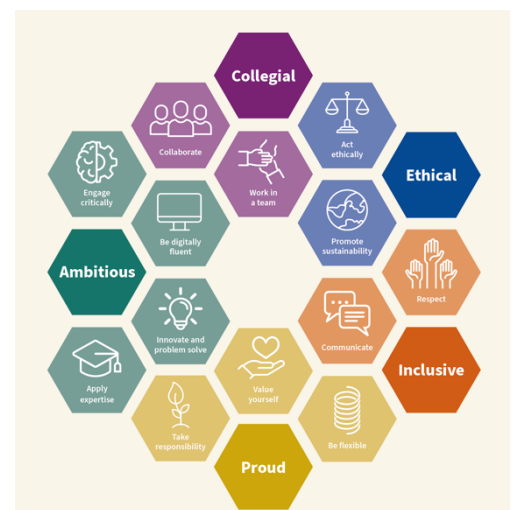 Collegial
Collaborate
Act
ethically
Engage
critically
Work in
a team
Ethical
Be digitally
fluent
Promote
sustainability
Ambitious
Respect
Innovate and
problem solve
Communicate
Apply
expertise
Value
yourself
Inclusive
Take
responsibility
Be flexible
Proud